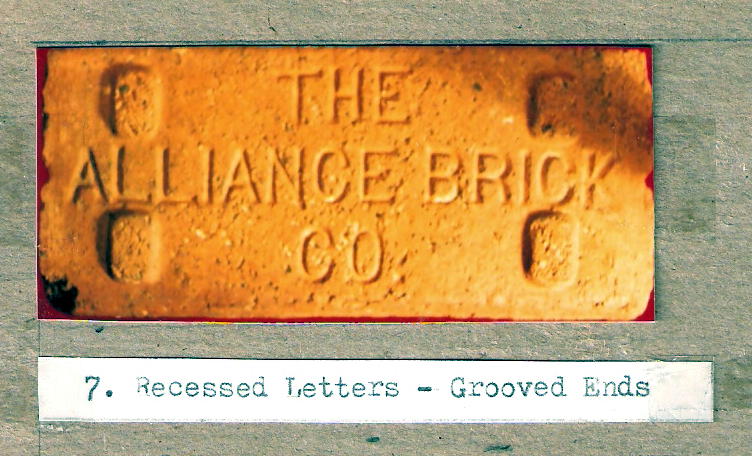 THE
ALLIANCE BRICK
CO.
7. Recessed Letters - Grooved Ends